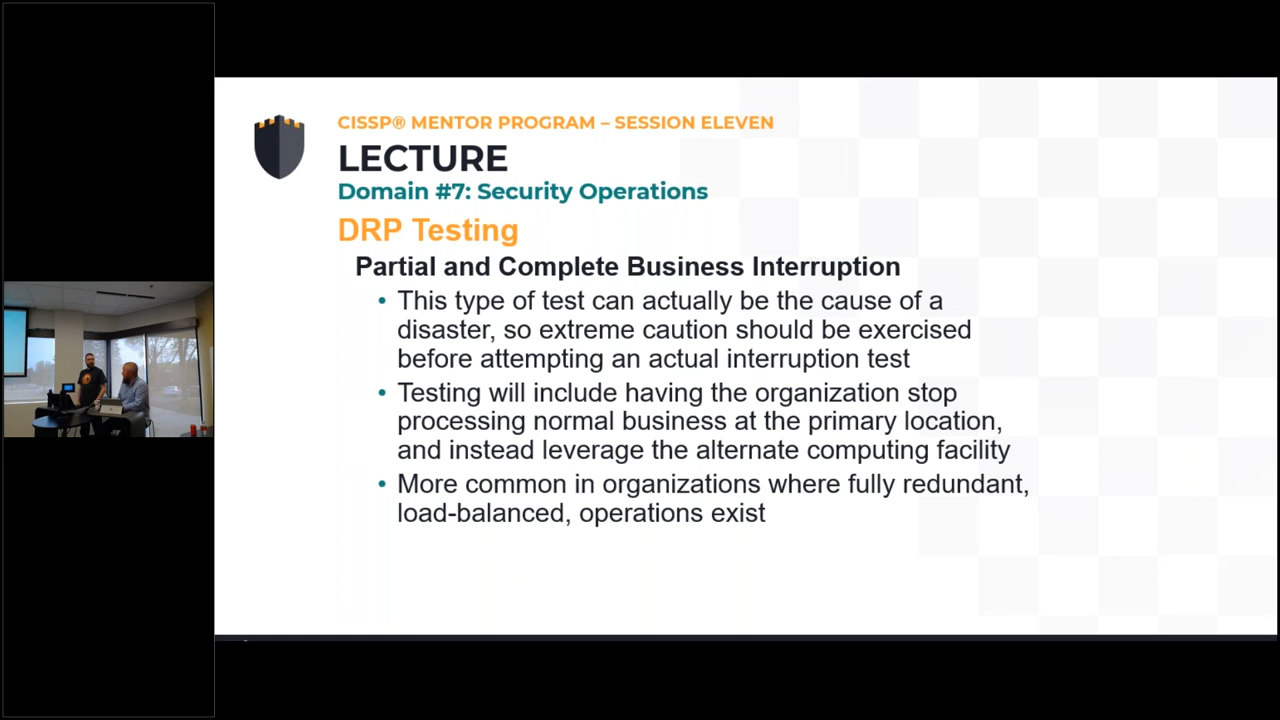 CISSP® MENTOR PROGRAM – SESSION ELEVEN
LECTURE
Domain #7: Security Operations
DRP Testing
Partial and Complete Business Interruption
• This type of test can actually be the cause of a
disaster, so extreme caution should be exercised
before attempting an actual interruption test
• Testing will include having the organization stop
processing normal business at the primary location,
and instead leverage the alternate computing facility
• More common in organizations where fully redundant,
load-balanced, operations exist